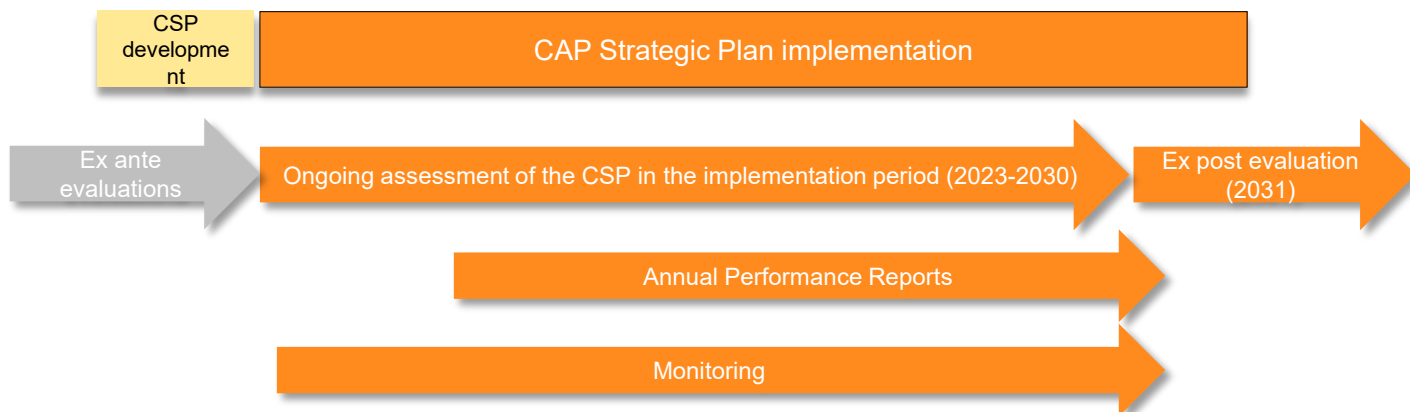 CSP
developme
nt
CAP Strategic Plan implementation
Ex ante
evaluations
Ongoing assessment of the CSP in the implementation period (2023-2030)
Ex post evaluation
(2031)
Annual Performance Reports
Monitoring